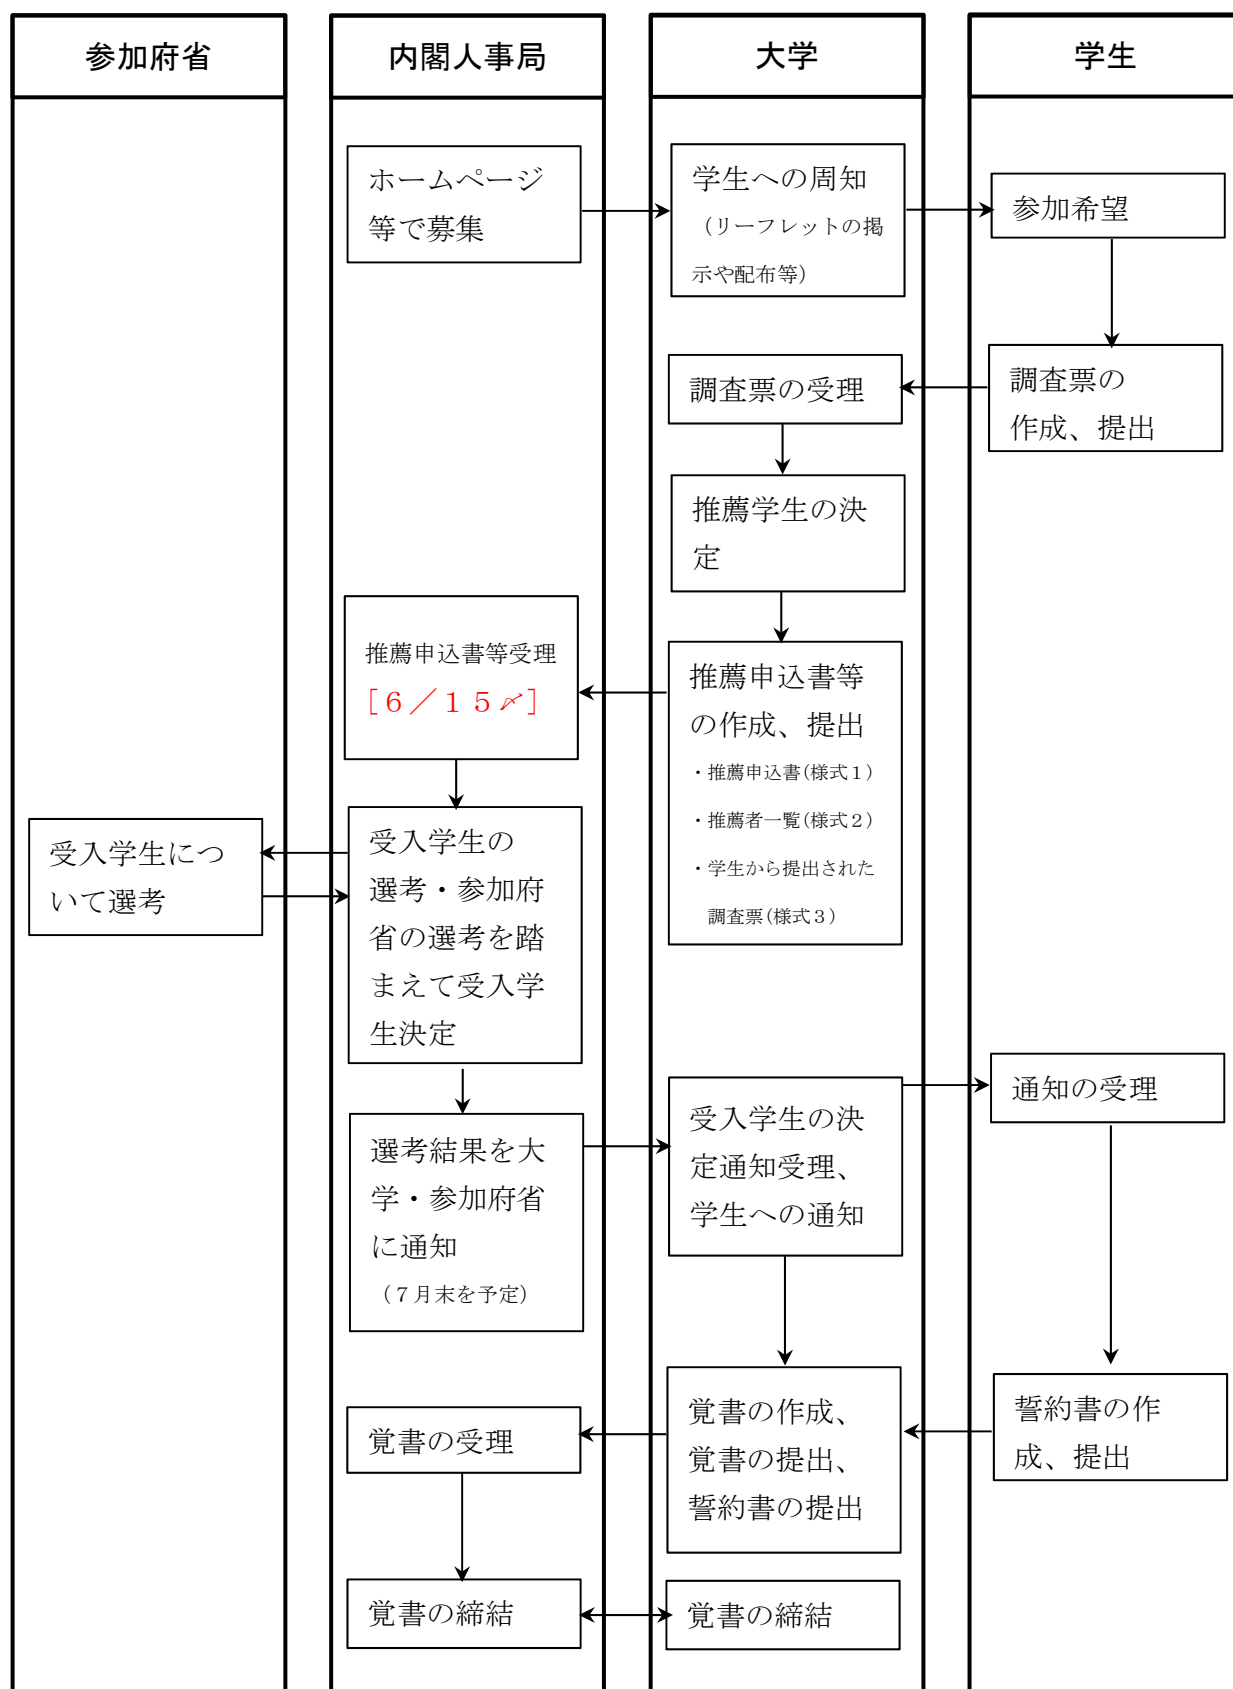 参加府省
内閣人事局
大学
学生
ホームページ
等で募集
学生への周知
（リーフレットの掲
示や配布等）
参加希望
調査票の
作成、提出
調査票の受理
推薦学生の決
定
推薦申込書等
の作成、提出
・推薦申込書(様式１)
・推薦者一覧(様式２)
・学生から提出された
調査票(様式３)
推薦申込書等受理
［６／１５〆］
受入学生の
選考・参加府
省の選考を踏
まえて受入学
生決定
受入学生につ
いて選考
選考結果を大
学・参加府省
に通知
（７月末を予定）
受入学生の決
定通知受理、
学生への通知
通知の受理
誓約書の作
成、提出
覚書の作成、
覚書の提出、
誓約書の提出
覚書の受理
覚書の締結
覚書の締結